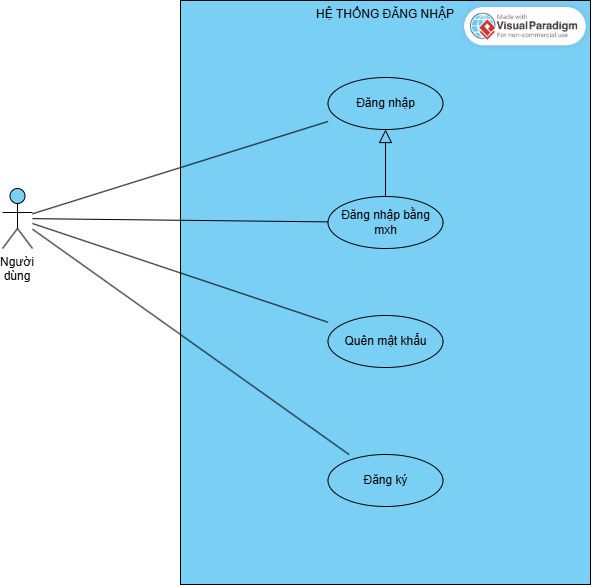 HỆ THỐNG ĐĂNG NHẬP
Made with
Visual Paradigm
For non-commercial use
Đăng nhập
Đăng nhập bằng
mxh
Người
dùng
Quên mật khẩu
Đăng ký